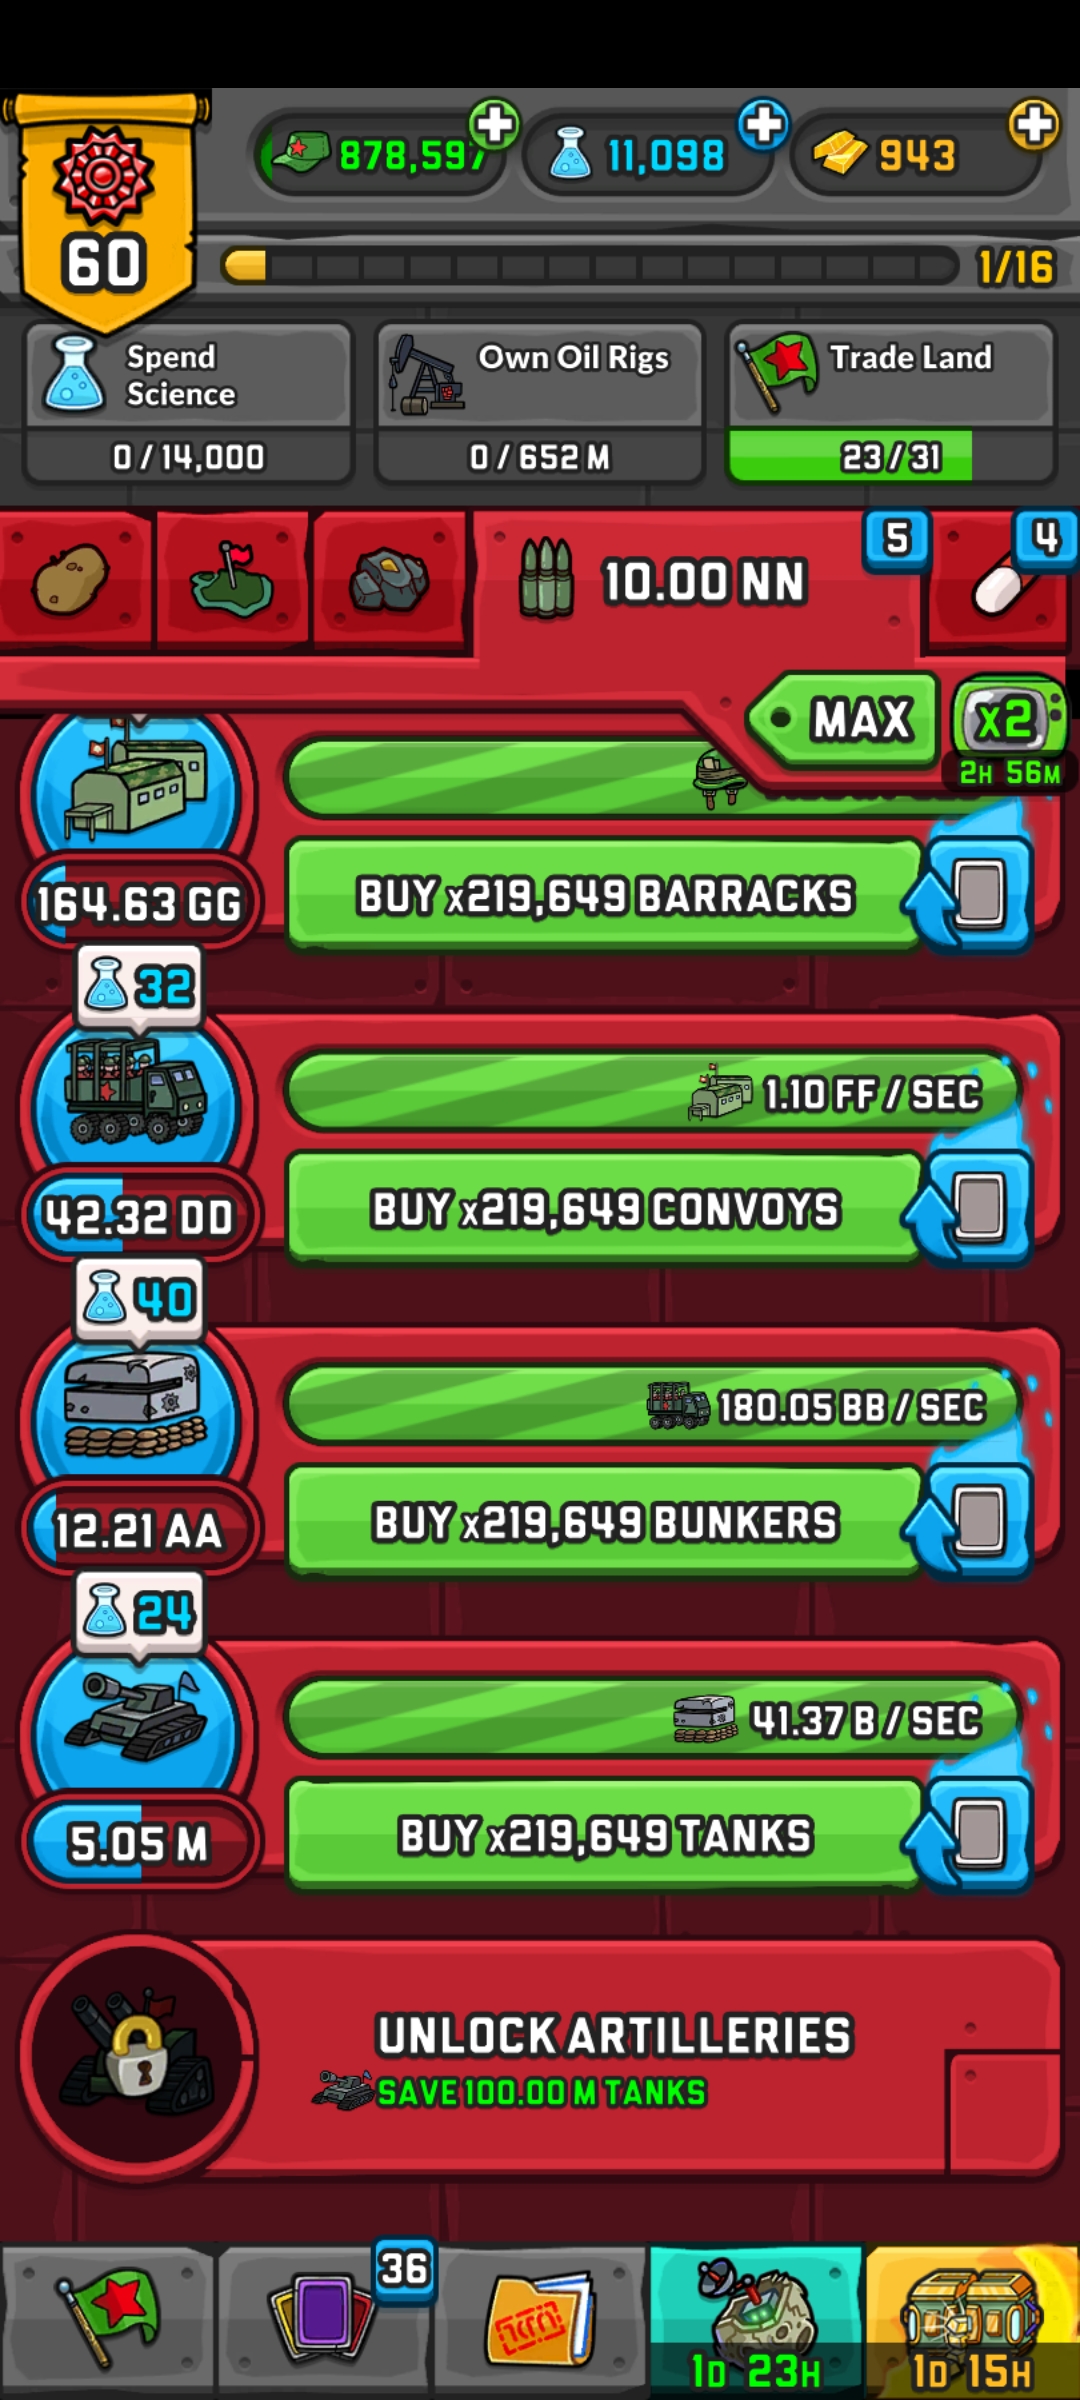 878,597
11,098
943
60
1/16
Spend
Science
0/14,000
Own Oil Rigs
0/652 M
Trade Land
23/31
10.00 NN
5
4
MAX
x2
2H 56M
164.63 GG
BUY x219,649 BARRACKS
32
42.32 DD
1.10 FF / SEC
BUY x219,649 CONVOYS
40
12.21 AA
180.05 BB / SEC
BUY x219,649 BUNKERS
24
5.05 M
41.37 B / SEC
BUY x219,649 TANKS
UNLOCK ARTILLERIES
SAVE 100.00 M TANKS
36
1D 23H
1D 15H